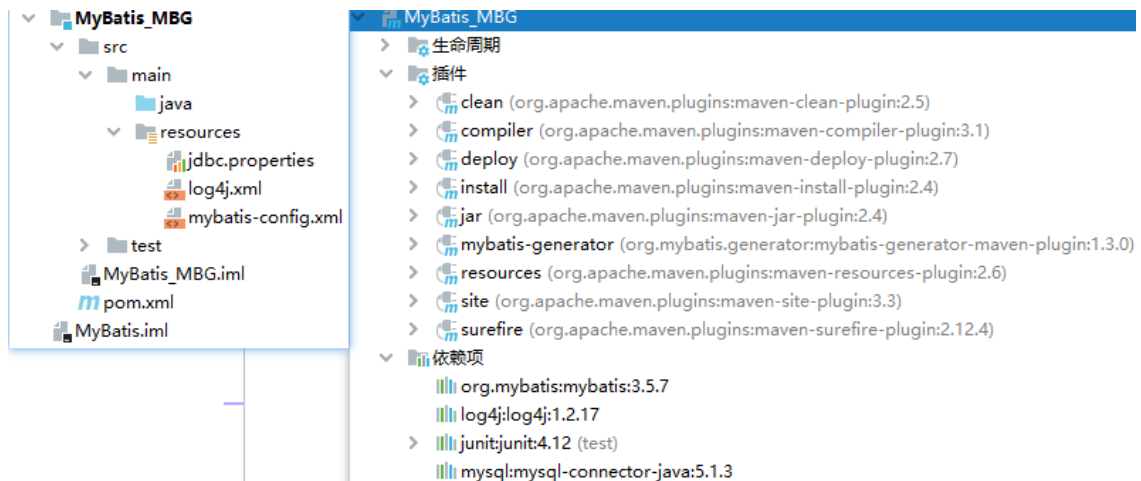 MyBatis_MBG
src
main
java
resources
jdbc.properties
log4j.xml
mybatis-config.xml
test
MyBatis_MBG.iml
pom.xml
MyBatis.iml
MyBatis_MBG
生命周期
插件
clean (org.apache.maven.plugins:maven-clean-plugin:2.5)
compiler (org.apache.maven.plugins:maven-compiler-plugin:3.1)
deploy (org.apache.maven.plugins:maven-deploy-plugin:2.7)
install (org.apache.maven.plugins:maven-install-plugin:2.4)
jar (org.apache.maven.plugins:maven-jar-plugin:2.4)
mybatis-generator (org.mybatis.generator:mybatis-generator-maven-plugin:1.3.0)
resources (org.apache.maven.plugins:maven-resources-plugin:2.6)
site (org.apache.maven.plugins:maven-site-plugin:3.3)
surefire (org.apache.maven.plugins:maven-surefire-plugin:2.12.4)
依赖项
org.mybatis:mybatis:3.5.7
log4j:log4j:1.2.17
junit:junit:4.12 (test)
mysql:mysql-connector-java:5.1.3